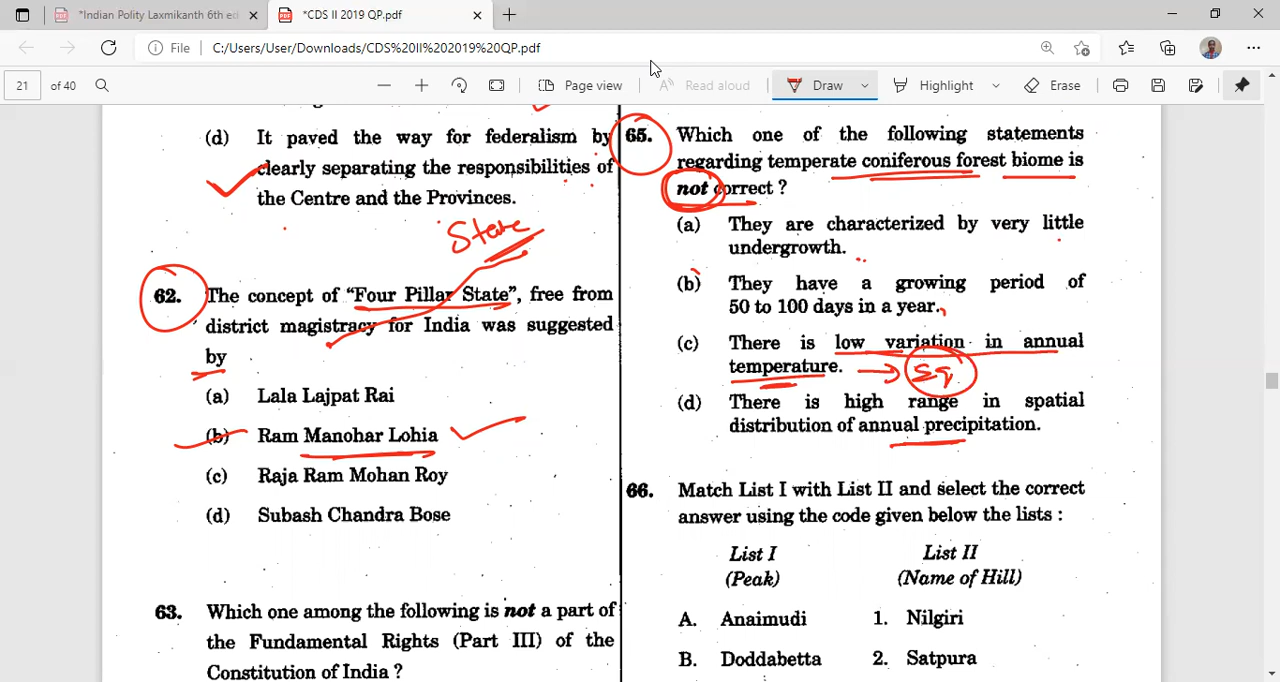 *Indian Polity Laxmikanth 6th ed
*CDS II 2019 QP.pdf
File
C:/Users/User/Downloads/CDS%20II%202019%20QP.pdf
21 of 40
Page view
Read aloud
Draw
Highlight
Erase
(d) It paved the way for federalism by
clearly separating the responsibilities of
the Centre and the Provinces.
State
62. The concept of "Four Pillar State", free from
district magistracy for India was suggested
by
(a) Lala Lajpat Rai
(b) Ram Manohar Lohia
(c) Raja Ram Mohan Roy
(d) Subash Chandra Bose
63. Which one among the following is not a part of
the Fundamental Rights (Part III) of the
Constitution of India ?
65. Which one of the following statements
regarding temperate coniferous forest biome is
not correct ?
(a) They are characterized by very little
undergrowth.
(b) They have a growing period of
50 to 100 days in a year.
(c) There is low variation in annual
temperature.
(d) There is high range in spatial
distribution of annual precipitation.
66. Match List I with List II and select the correct
answer using the code given below the lists :
List I List II
(Peak) (Name of Hill)
A. Anaimudi 1. Nilgiri
B. Doddabetta 2. Satpura